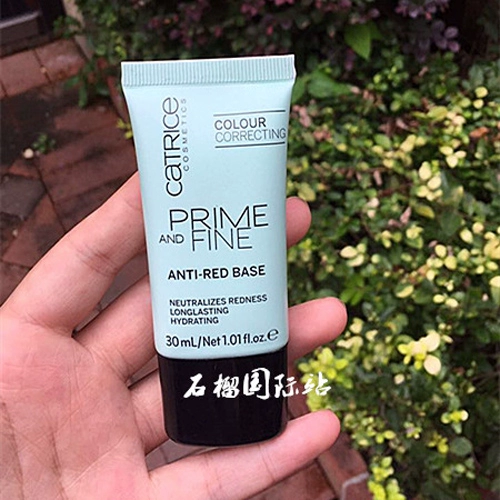 CATRICE
COSMETICS
COLOUR
CORRECTING
PRIME
AND FINE
ANTI-RED BASE
NEUTRALIZES REDNESS
LONGLASTING
HYDRATING
30 mL/Net 1.01 fl.oz.℮
石榴国际站